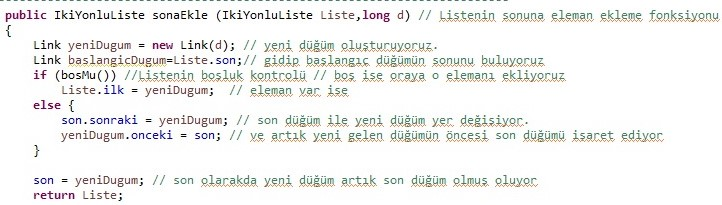 public IkiYonluListe sonaEkle (IkiYonluListe Liste,long d) // Listenin sonuna eleman ekleme fonksiyonu
{
Link yeniDugum = new Link(d); // yeni düğüm oluşturuyoruz.
Link baslangicDugum=Liste.son;// gidip başlangıç düğümün sonunu buluyoruz
if (bosMu()) //Listenin bosluk kontrolü // bos ise oraya o elemanı ekliyoruz
Liste.ilk = yeniDugum; // eleman var ise
else {
son.sonraki = yeniDugum; // son düğüm ile yeni düğüm yer değisiyor.
yeniDugum.onceki = son; // ve artık yeni gelen düğümün öncesi son düğümü isaret ediyor
}
son = yeniDugum; // son olarakda yeni düğüm artık son düğüm olmus oluyor
return Liste;